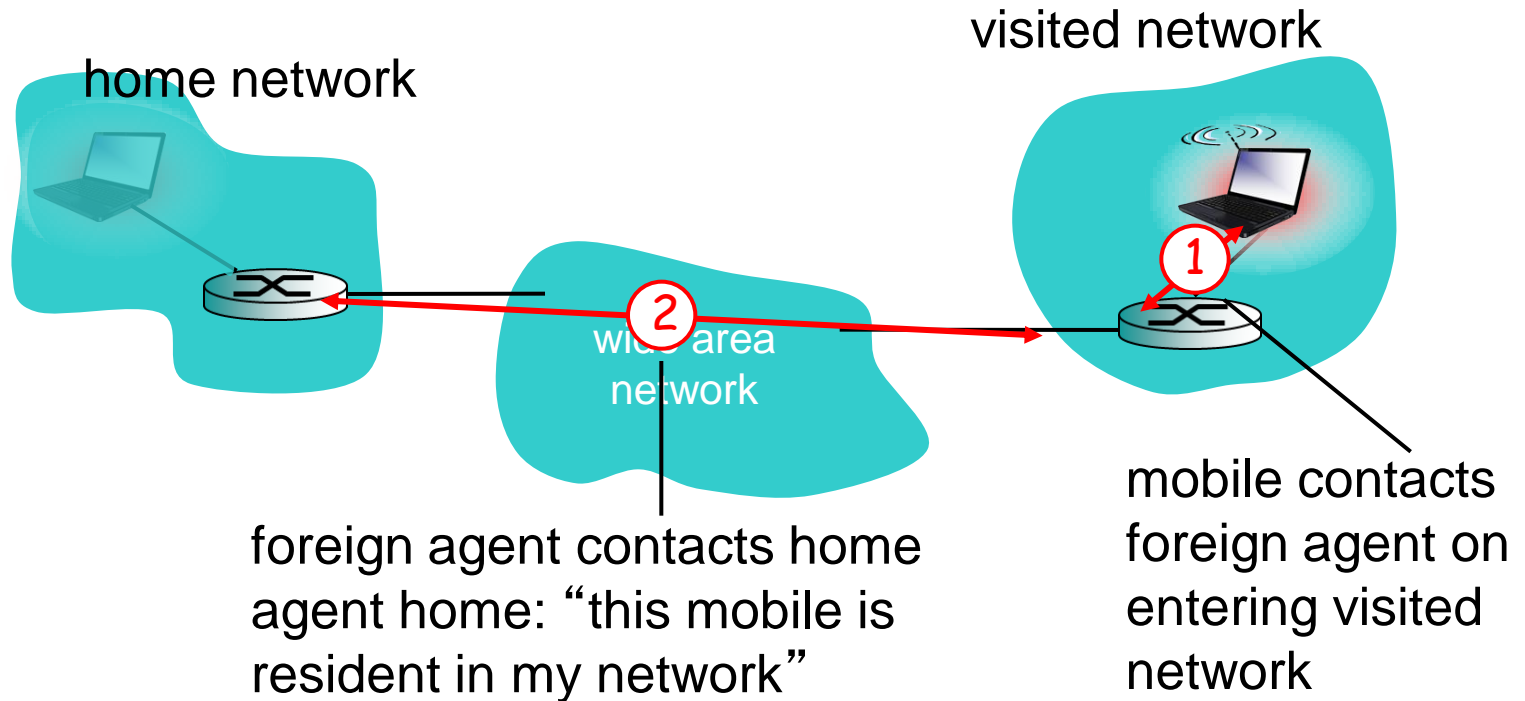 visited network
home network
1
2
wide area
network
mobile contacts
foreign agent on
entering visited
network
foreign agent contacts home
agent home: “this mobile is
resident in my network”